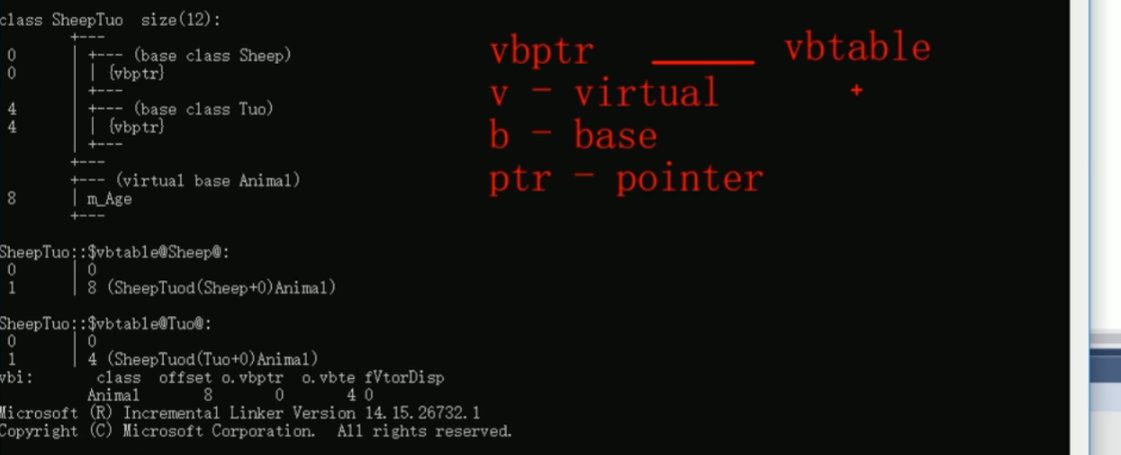 class SheepTuo size(12):
+---
0 | +--- (base class Sheep)
0 | | {vbptr}
| +---
4 | +--- (base class Tuo)
4 | | {vbptr}
| +---
+---
+--- (virtual base Animal)
8 | m_Age
+---
SheepTuo::$vbtable@Sheep@:
0 | 0
1 | 8 (SheepTuod(Sheep+0)Animal)
SheepTuo::$vbtable@Tuo@:
0 | 0
1 | 4 (SheepTuod(Tuo+0)Animal)
vbi: class offset o.vbptr o.vbte fVtorDisp
Animal 8 0 4 0
Microsoft (R) Incremental Linker Version 14.15.26732.1
Copyright (C) Microsoft Corporation. All rights reserved.
vbptr ——— vbtable
v - virtual
b - base
ptr - pointer